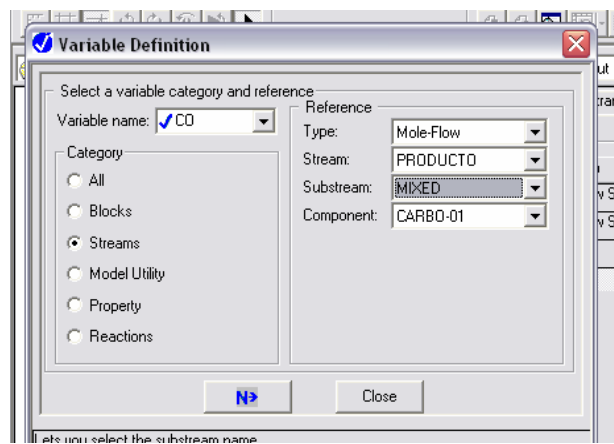 Variable Definition
ut
Select a variable category and reference
Variable name: CO
Category
All
Blocks
Streams
Model Utility
Property
Reactions
Reference
Type: Mole-Flow
Stream: PRODUCTO
Substream: MIXED
Component: CARBO-01
N
Close
Lets you select the substream name